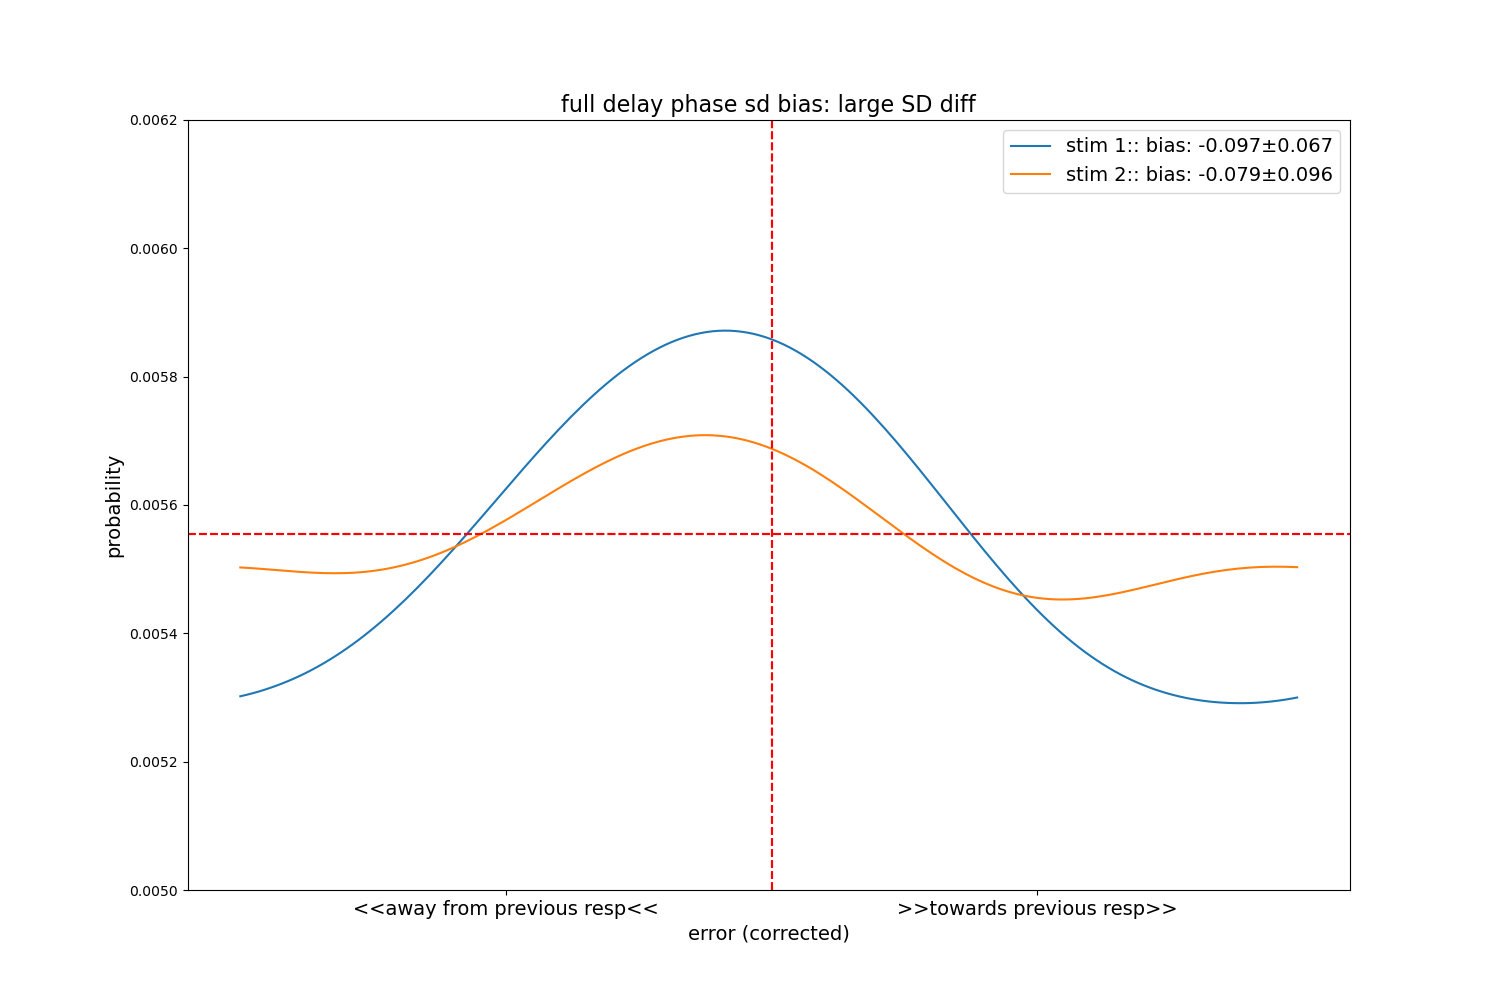 full delay phase sd bias: large SD diff
stim 1:: bias: -0.097±0.067
stim 2:: bias: -0.079±0.096
0.0062
0.0060
0.0058
0.0056
0.0054
0.0052
0.0050
probability
<<away from previous resp<<
>>towards previous resp>>
error (corrected)